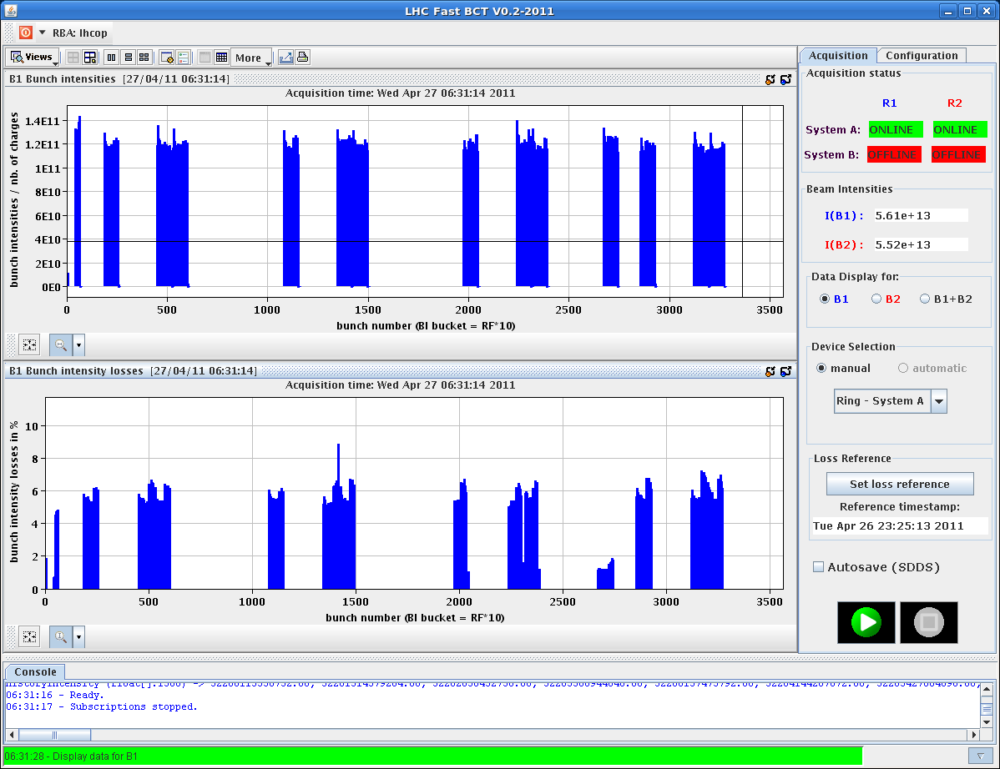 LHC Fast BCT V0.2-2011
RBA: lhcop
Views
More
B1 Bunch intensities [27/04/11 06:31:14]
Acquisition time: Wed Apr 27 06:31:14 2011
bunch intensities / nb. of charges
1.4E11
1.2E11
1E11
8E10
6E10
4E10
2E10
0E0
0 500 1000 1500 2000 2500 3000 3500
bunch number (BI bucket = RF*10)
B1 Bunch intensity losses [27/04/11 06:31:14]
Acquisition time: Wed Apr 27 06:31:14 2011
bunch intensity losses in %
10
8
6
4
2
0
0 500 1000 1500 2000 2500 3000 3500
bunch number (BI bucket = RF*10)
Acquisition Configuration
Acquisition status
R1 R2
System A: ONLINE ONLINE
System B: OFFLINE OFFLINE
Beam Intensities
I(B1): 5.61e+13
I(B2): 5.52e+13
Data Display for:
B1 B2 B1+B2
Device Selection
manual automatic
Ring - System A
Loss Reference
Set loss reference
Reference timestamp:
Tue Apr 26 23:25:13 2011
Autosave (SDDS)
Console
06:31:16 - Ready.
06:31:17 - Subscriptions stopped.
06:31:28 - Display data for B1